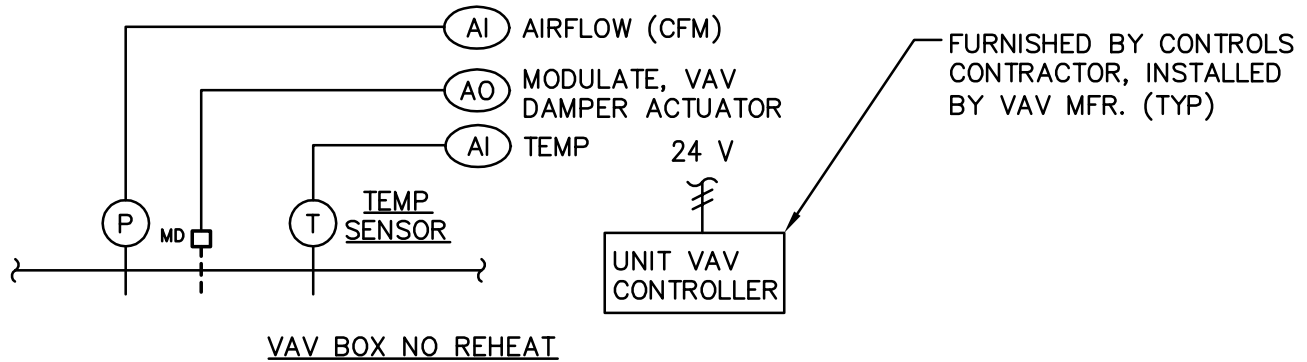 AI AIRFLOW (CFM)
AO MODULATE, VAV
DAMPER ACTUATOR
AI TEMP
24 V
FURNISHED BY CONTROLS
CONTRACTOR, INSTALLED
BY VAV MFR. (TYP)
P
MD
T
TEMP
SENSOR
UNIT VAV
CONTROLLER
VAV BOX NO REHEAT